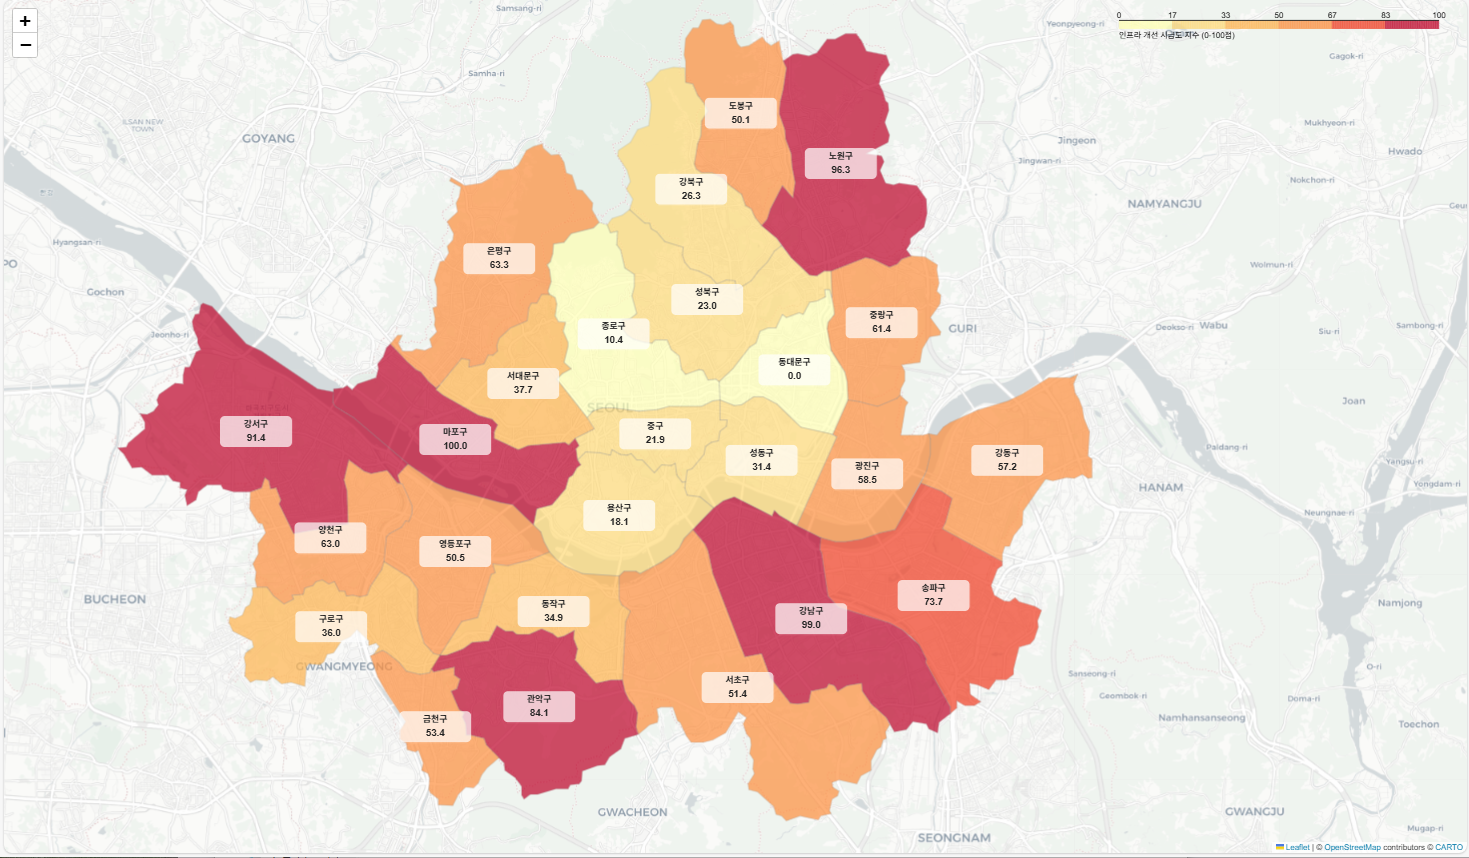 +
−
Samsang-ri
Yeonpyeong-ri
0 17 33 50 67 83 100
인프라 개선 시급도 지수 (0-100점)
Gagok-ri
Samha-ri
ILSAN NEW
TOWN
GOYANG
도봉구
50.1
Mukhyeon-ri
Jingeon
Hwado
노원구
96.3
Jingwan-ri
Nokchon-ri
강북구
26.3
NAMYANGJU
Hyangsan-ri
은평구
63.3
PO
Wolmun-ri
Gochon
성북구
23.0
중랑구
61.4
Jeonho-ri
종로구
10.4
GURI
Deokso-ri
Wabu
Siu-ri
Sambong-ri
동대문구
0.0
서대문구
37.7
Joan
SEOUL
강서구
91.4
마포구
100.0
중구
21.9
성동구
31.4
광진구
58.5
강동구
57.2
Paldang-ri
Yangsu-ri
Yongdam-ri
HANAM
용산구
18.1
Neungnae-ri
양천구
63.0
영등포구
50.5
BUCHEON
동작구
34.9
송파구
73.7
Namjong
구로구
36.0
강남구
99.0
GWANGMYEONG
O-ri
Sanseong-ri
서초구
51.4
Geombok-ri
Doma-ri
관악구
84.1
금천구
53.4
Namhansanseong
Toechon
GWACHEON
GWANGJU
SEONGNAM
Mugap-ri
Leaflet | © OpenStreetMap contributors © CARTO